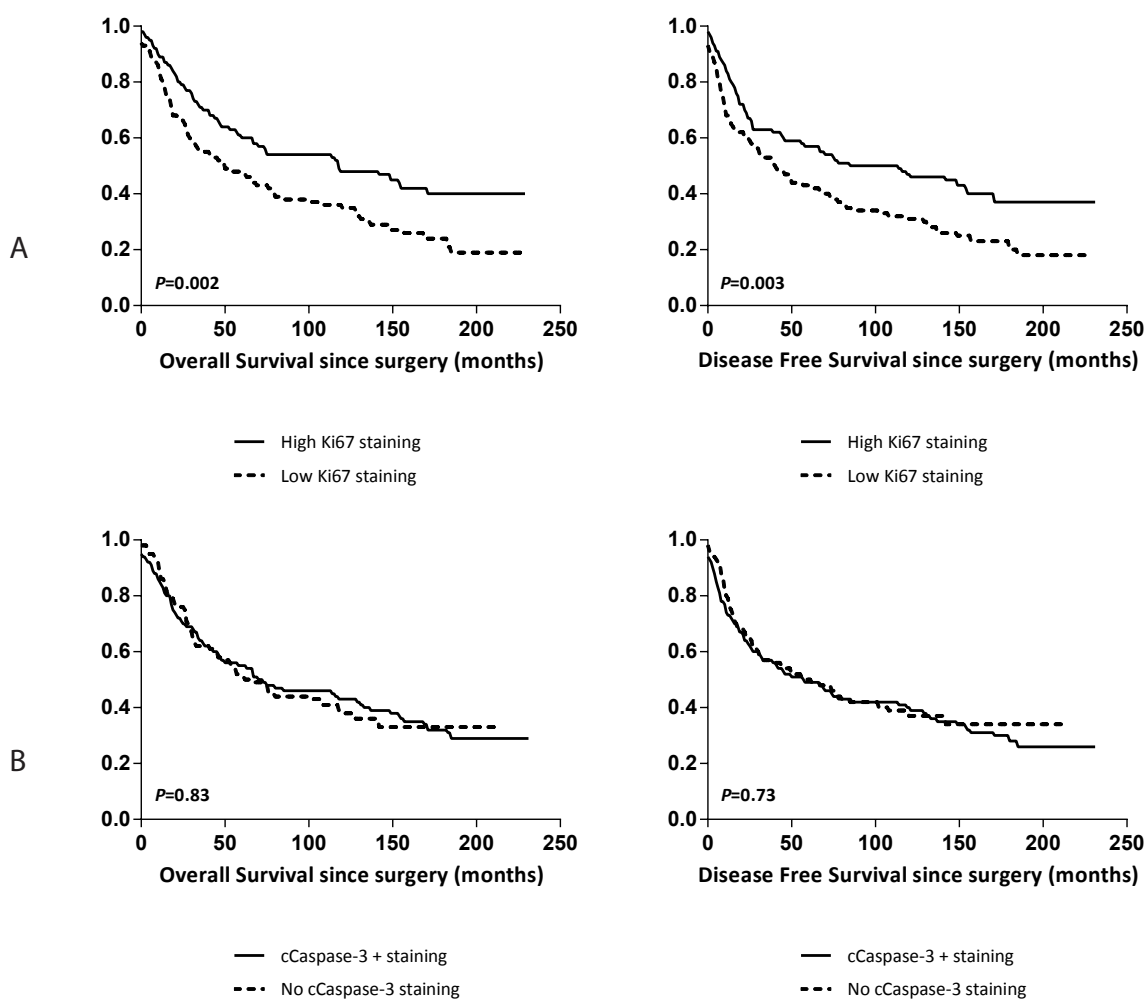 A
1.0
0.8
0.6
0.4
0.2
0.0
P=0.002
0 50 100 150 200 250
Overall Survival since surgery (months)
High Ki67 staining
Low Ki67 staining
1.0
0.8
0.6
0.4
0.2
0.0
P=0.003
0 50 100 150 200 250
Disease Free Survival since surgery (months)
High Ki67 staining
Low Ki67 staining
B
1.0
0.8
0.6
0.4
0.2
0.0
P=0.83
0 50 100 150 200 250
Overall Survival since surgery (months)
cCaspase-3 + staining
No cCaspase-3 staining
1.0
0.8
0.6
0.4
0.2
0.0
P=0.73
0 50 100 150 200 250
Disease Free Survival since surgery (months)
cCaspase-3 + staining
No cCaspase-3 staining